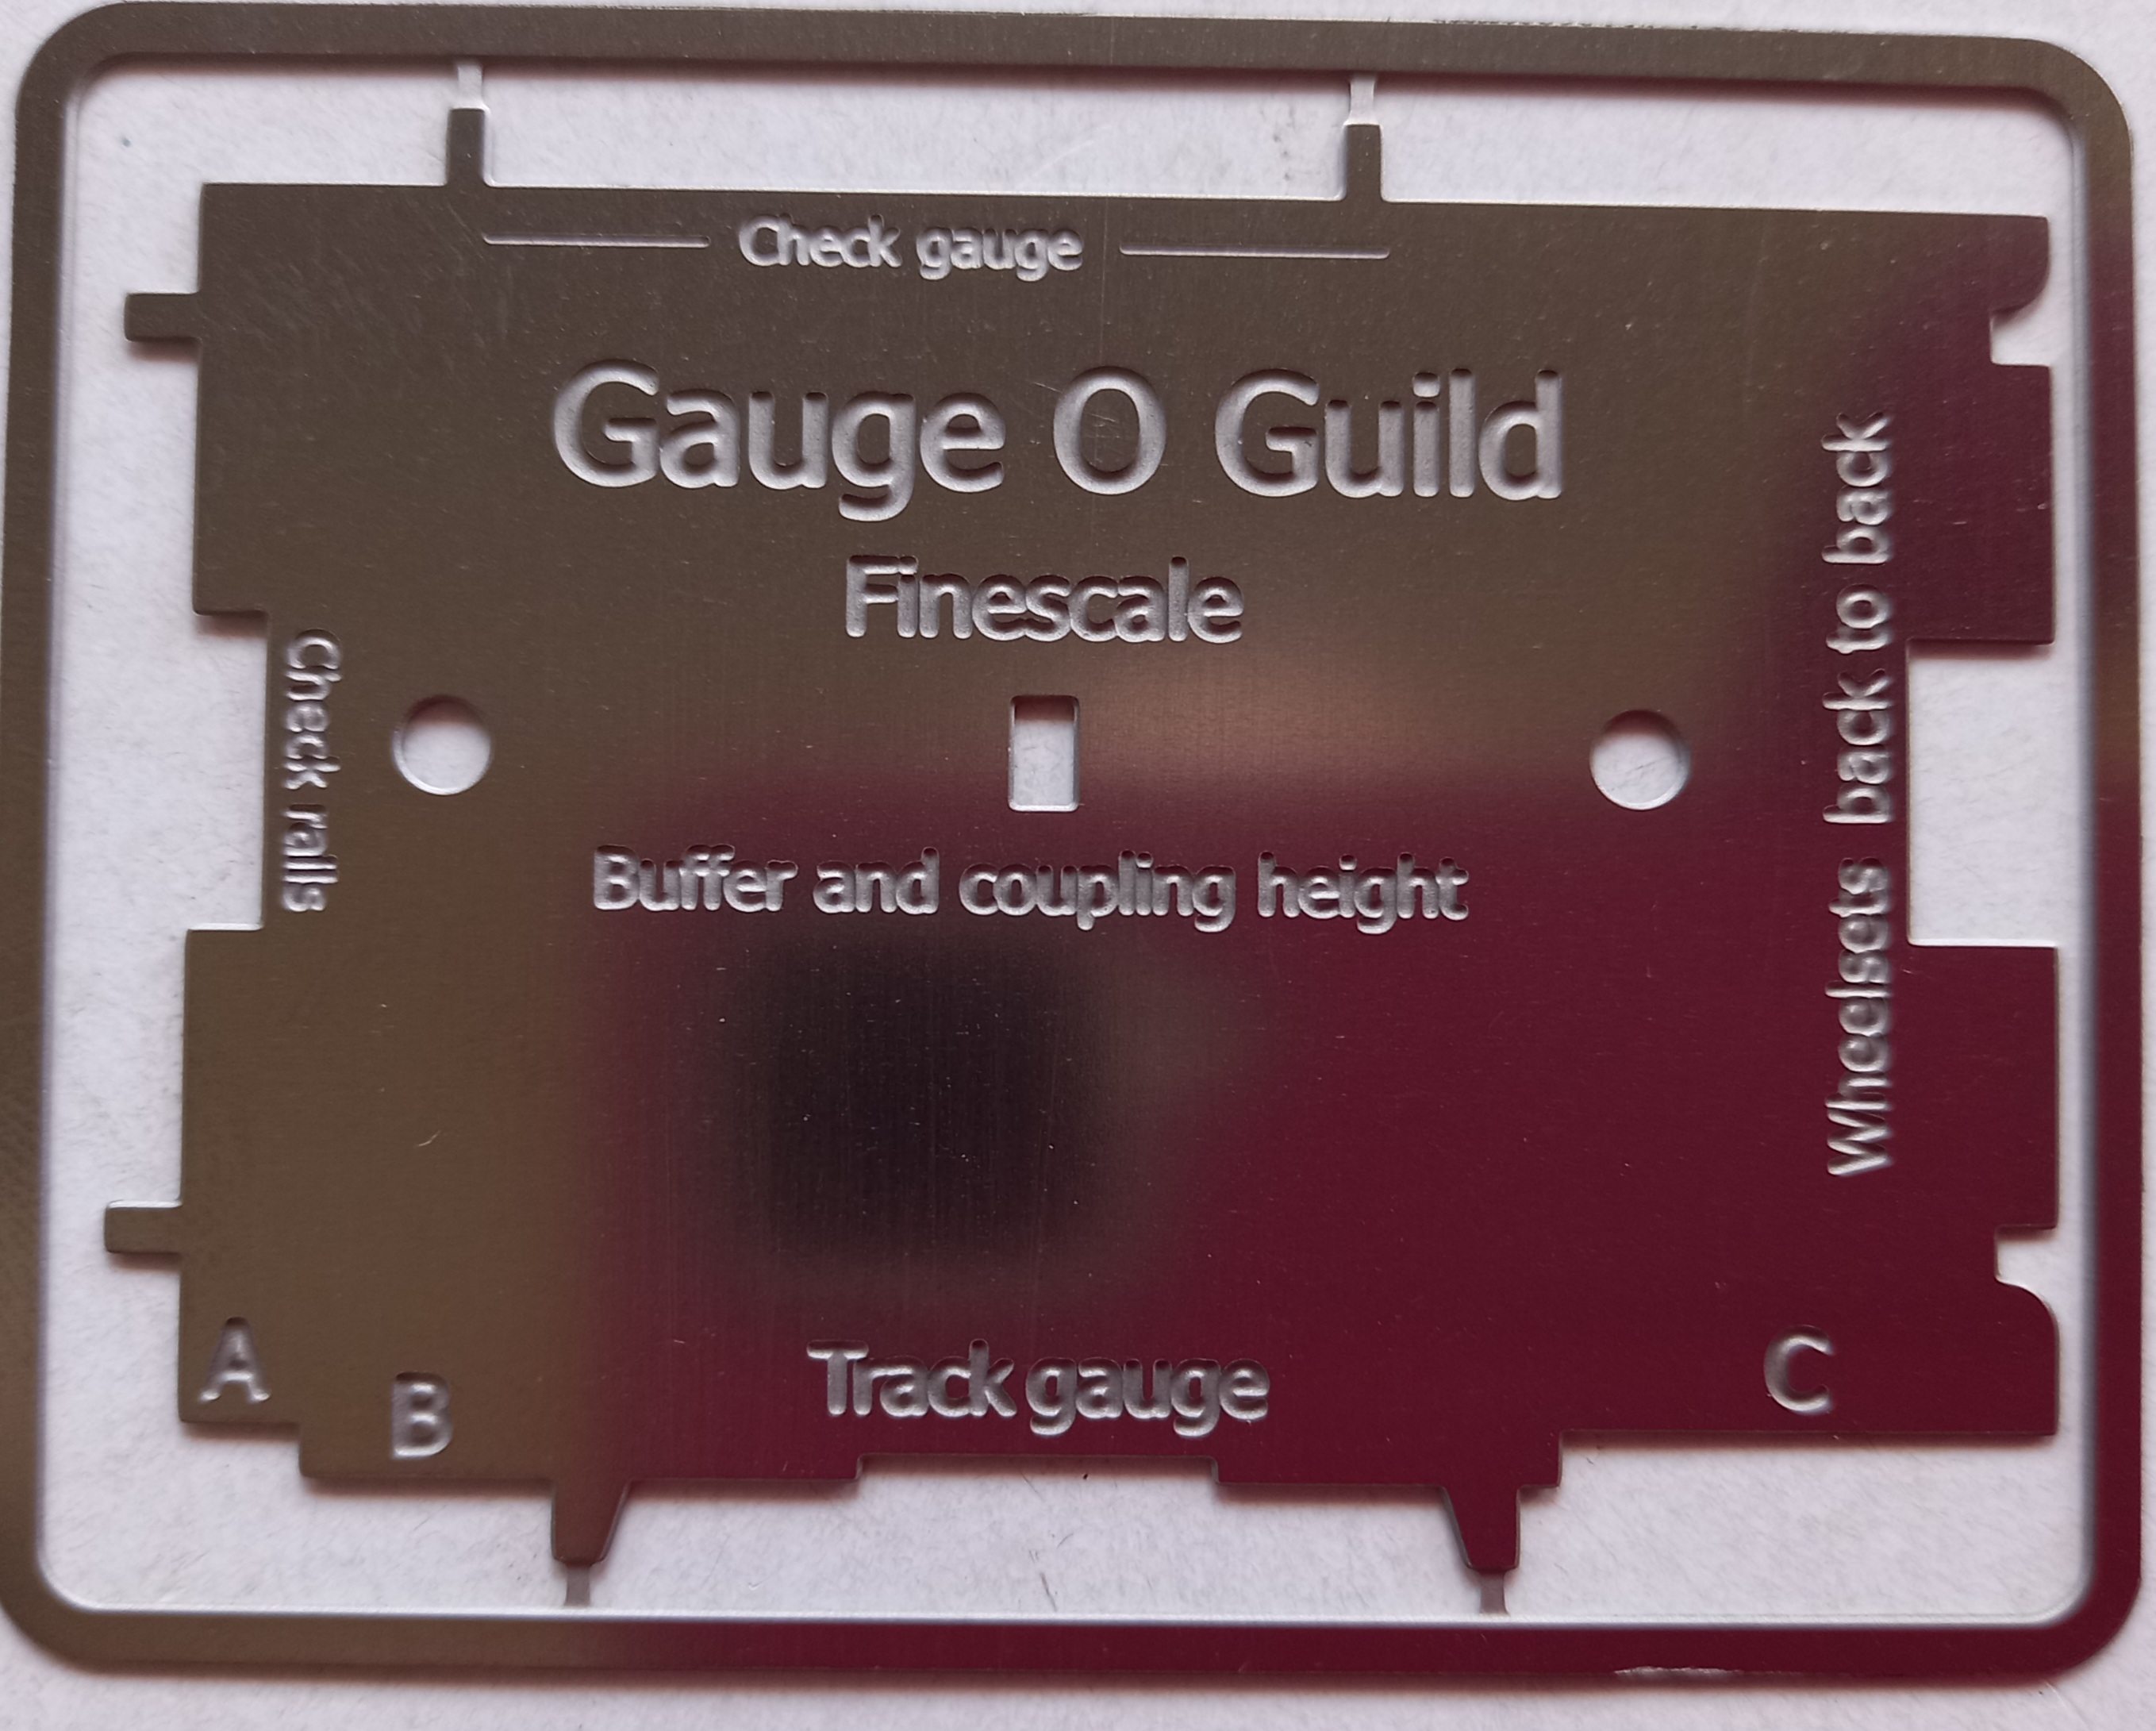 Check gauge
Gauge O Guild
Finescale
Check rails
Wheelsets back to back
Buffer and coupling height
A
B
Track gauge
C